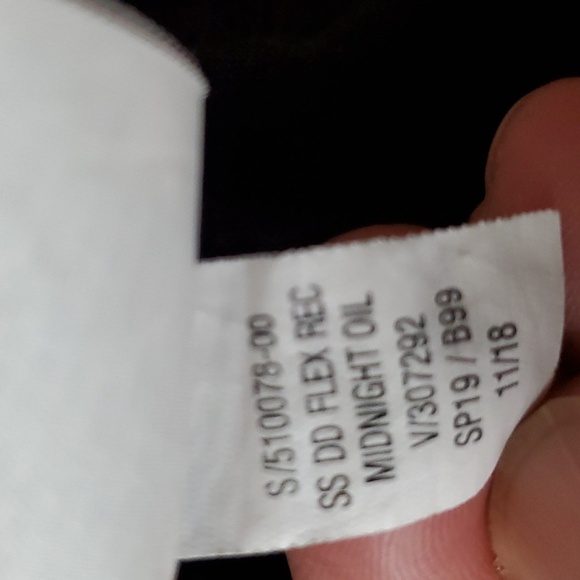 S/510078-00
SS DD FLEX REC
MIDNIGHT OIL
V/307292
SP19 / B99
11/18